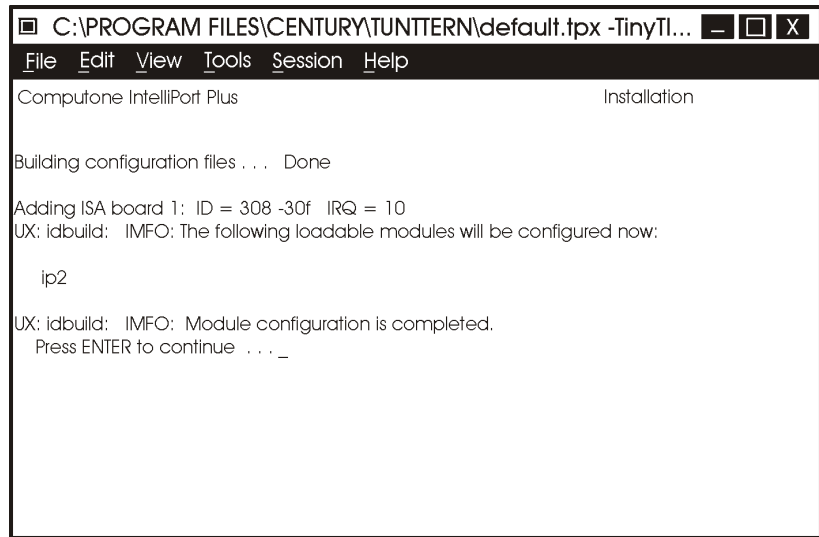 C:\PROGRAM FILES\CENTURY\TUNTTERN\default.tpx -TinyTl...
File Edit View Tools Session Help
Computone IntelliPort Plus Installation
Building configuration files . . . Done
Adding ISA board 1: ID = 308 -30f IRQ = 10
UX: idbuild: IMFO: The following loadable modules will be configured now:
ip2
UX: idbuild: IMFO: Module configuration is completed.
Press ENTER to continue . . . _